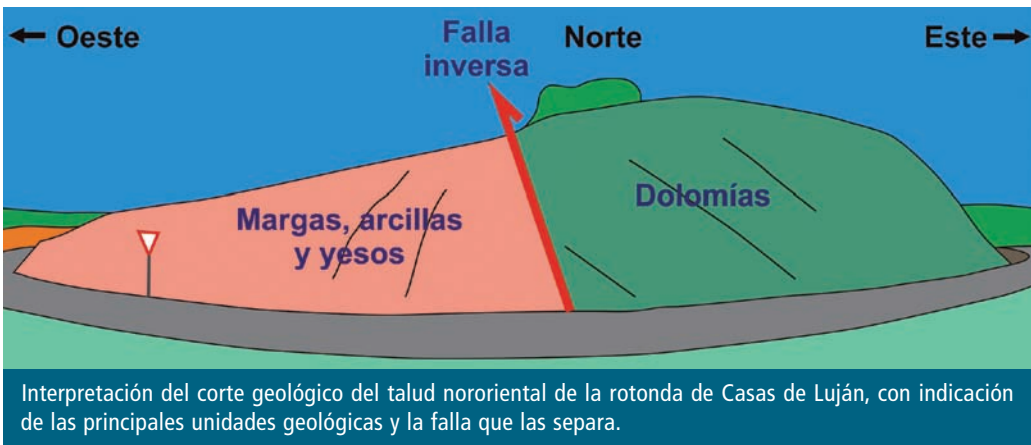 ← Oeste
Falla
inversa
Norte
Este →
Margas, arcillas
y yesos
Dolomías
Interpretación del corte geológico del talud nororiental de la rotonda de Casas de Luján, con indicación
de las principales unidades geológicas y la falla que las separa.